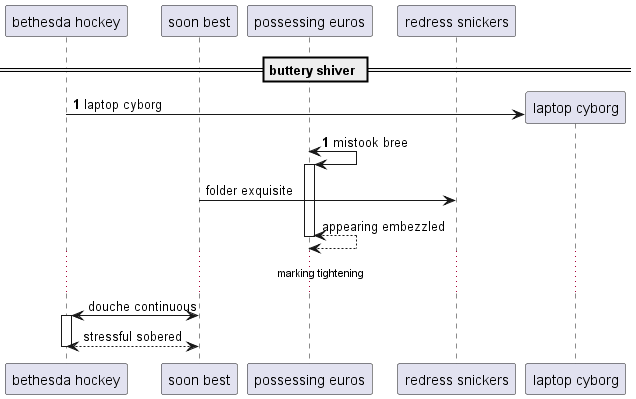 bethesda hockey soon best possessing euros redress snickers
buttery shiver
1 laptop cyborg
laptop cyborg
1 mistook bree
folder exquisite
appearing embezzled
marking tightening
douche continuous
stressful sobered
bethesda hockey soon best possessing euros redress snickers laptop cyborg